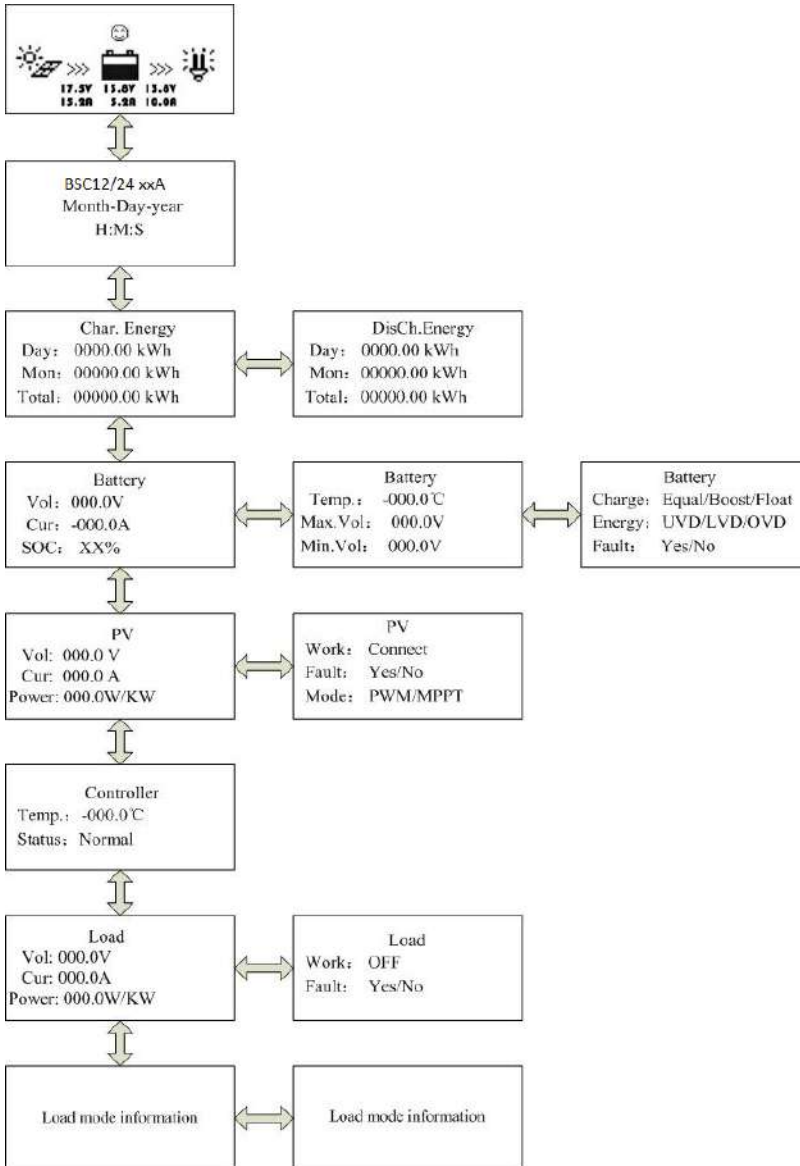 >>> >>>
17.5V 13.8V 13.8V
15.2A 5.2A 10.0A
BSC12/24 xxA
Month-Day-year
H:M:S
Char. Energy
Day: 0000.00 kWh
Mon: 00000.00 kWh
Total: 00000.00 kWh
DisCh.Energy
Day: 0000.00 kWh
Mon: 00000.00 kWh
Total: 00000.00 kWh
Battery
Vol: 000.0V
Cur: -000.0A
SOC: XX%
Battery
Temp.: -000.0℃
Max.Vol: 000.0V
Min.Vol: 000.0V
Battery
Charge: Equal/Boost/Float
Energy: UVD/LVD/OVD
Fault: Yes/No
PV
Vol: 000.0 V
Cur: 000.0 A
Power: 000.0W/KW
PV
Work: Connect
Fault: Yes/No
Mode: PWM/MPPT
Controller
Temp.: -000.0℃
Status: Normal
Load
Vol: 000.0V
Cur: 000.0A
Power: 000.0W/KW
Load
Work: OFF
Fault: Yes/No
Load mode information
Load mode information